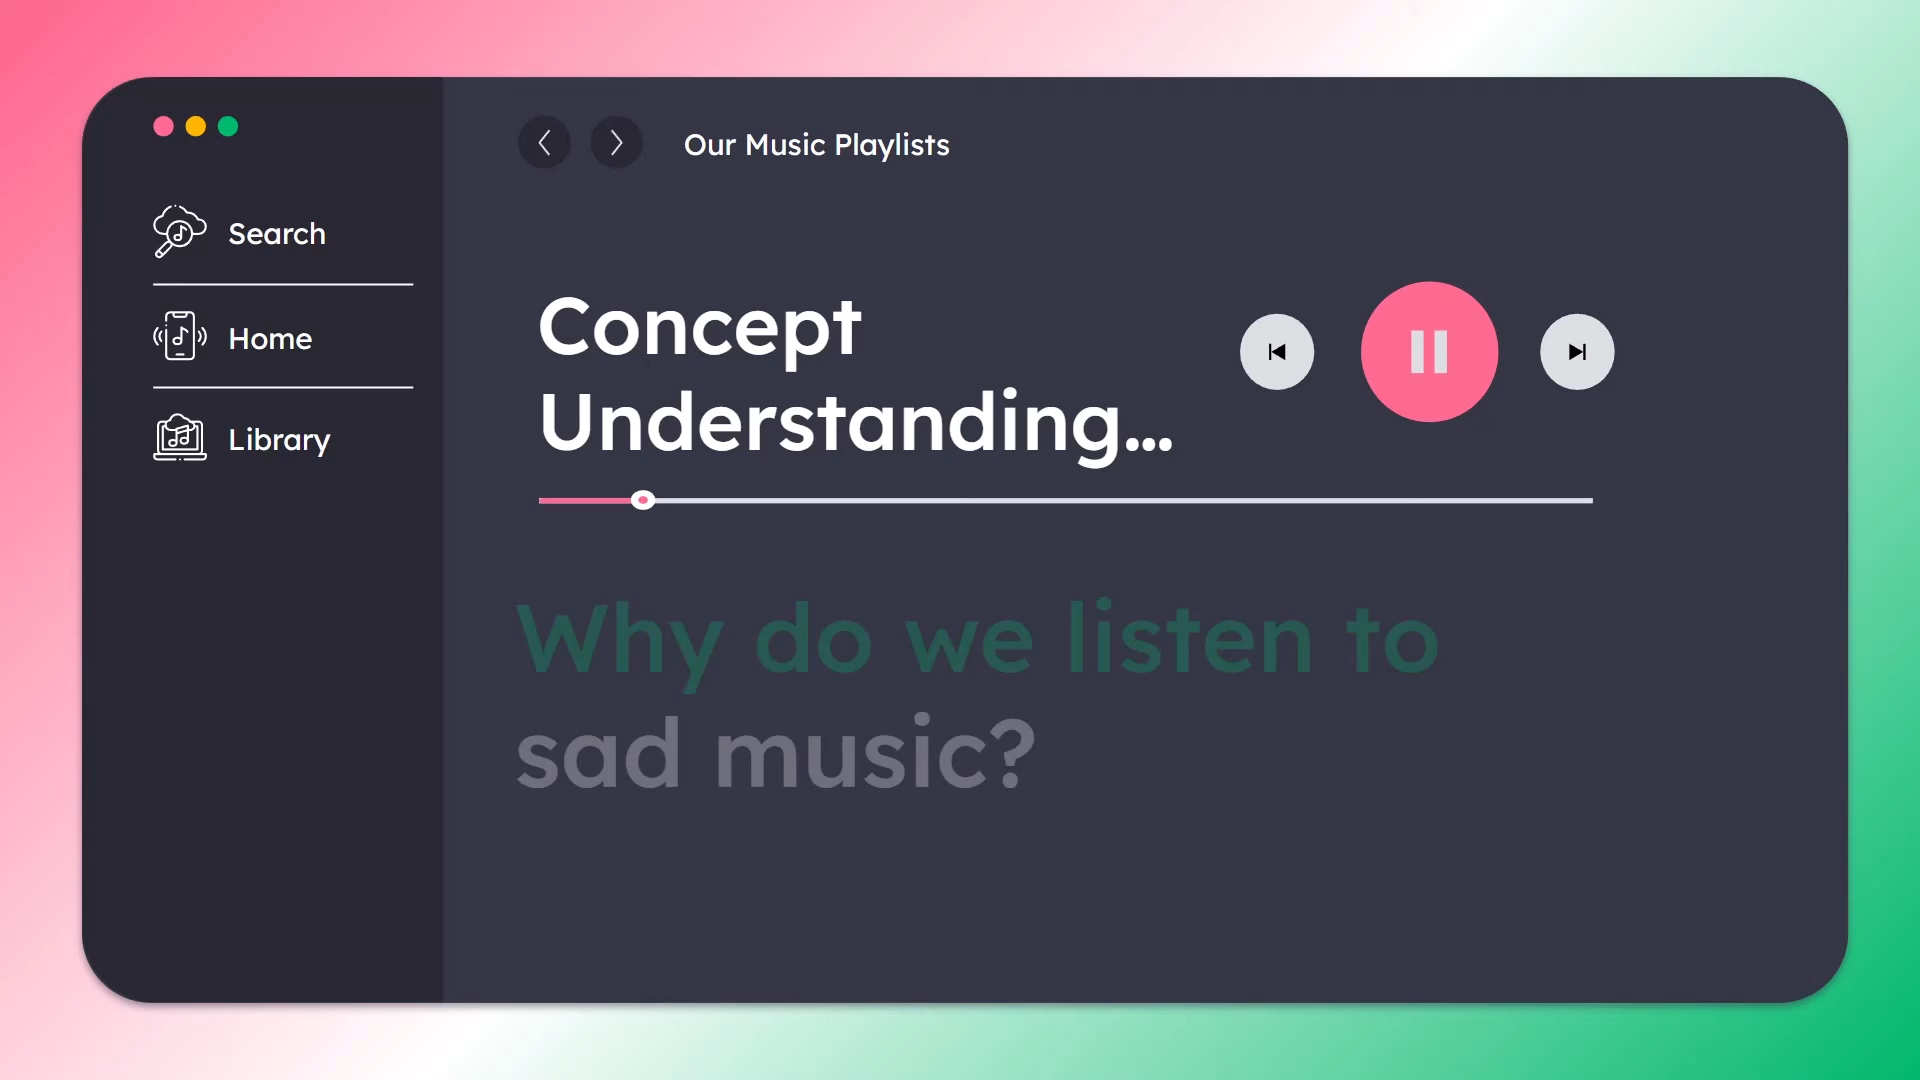 Search
Home
Library
Our Music Playlists
Concept
Understanding...
Why do we listen to
sad music?